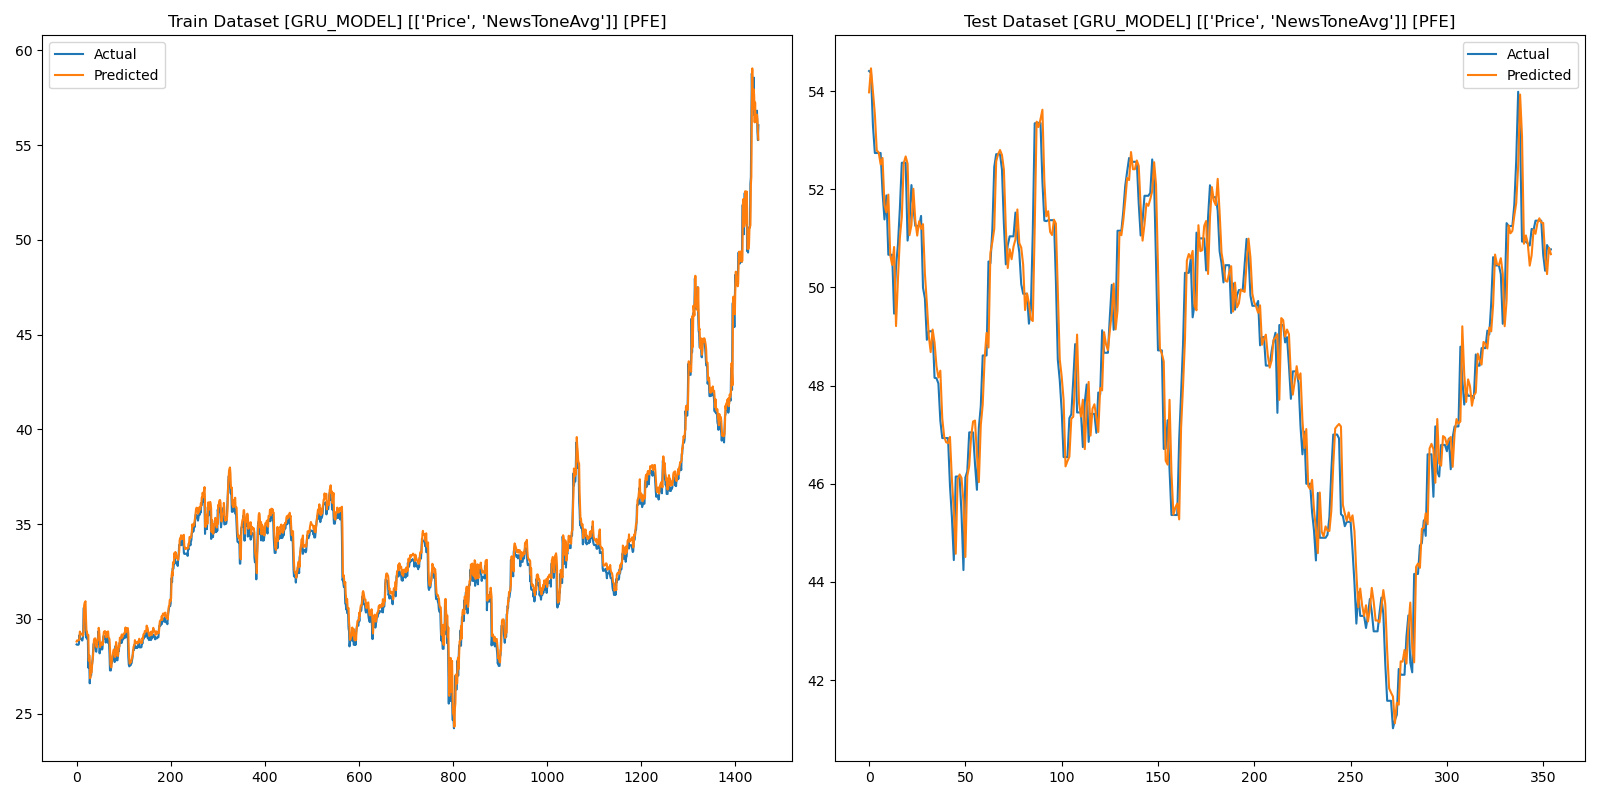 Train Dataset [GRU_MODEL] [['Price', 'NewsToneAvg']] [PFE]
Actual
Predicted
60
55
50
45
40
35
30
25
0 200 400 600 800 1000 1200 1400
Test Dataset [GRU_MODEL] [['Price', 'NewsToneAvg']] [PFE]
Actual
Predicted
54
52
50
48
46
44
42
0 50 100 150 200 250 300 350